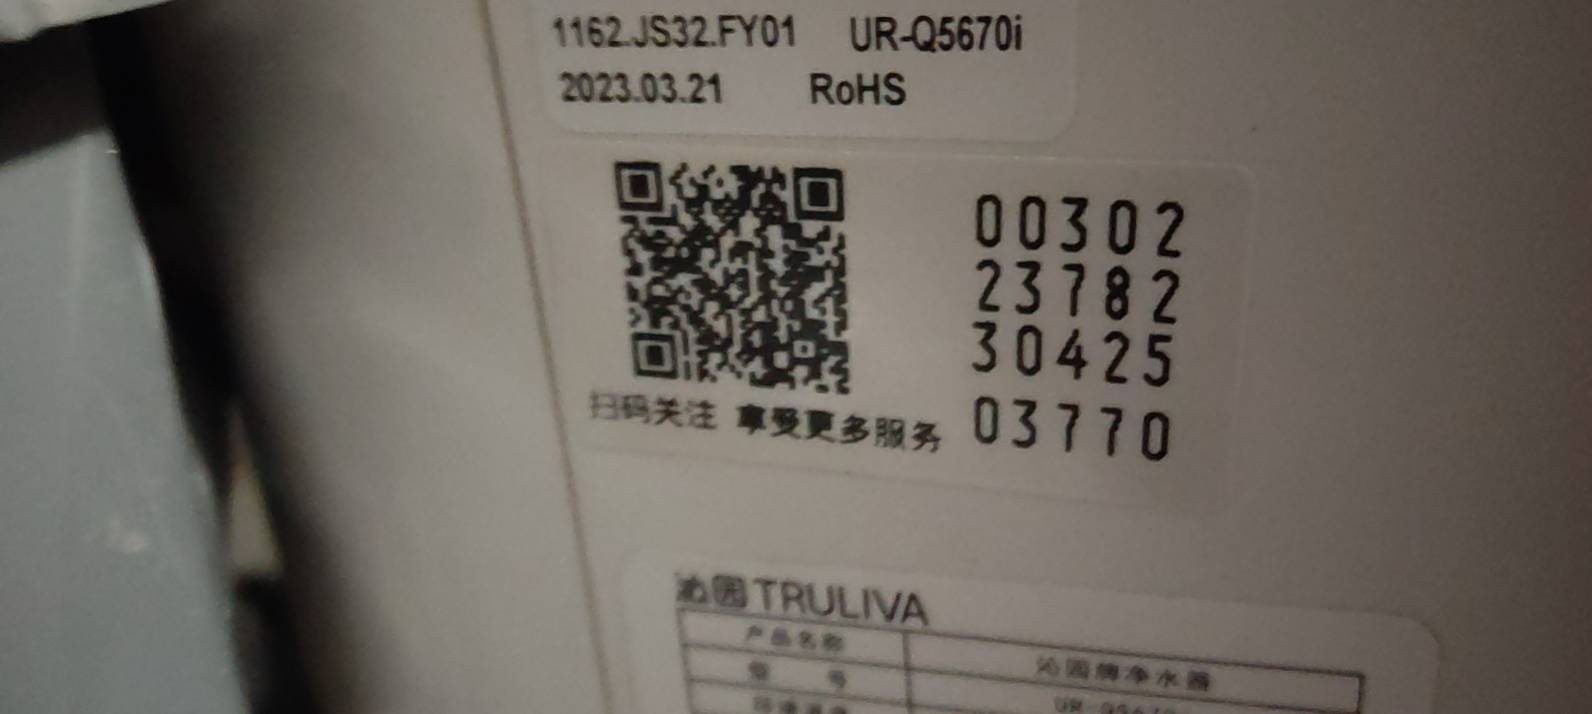 1162.JS32.FY01 UR-Q5670i
2023.03.21 RoHS
00302
23782
30425
03770
扫码关注 享受更多服务
沁园TRULIVA
产品名称 沁园牌净水器
型 号